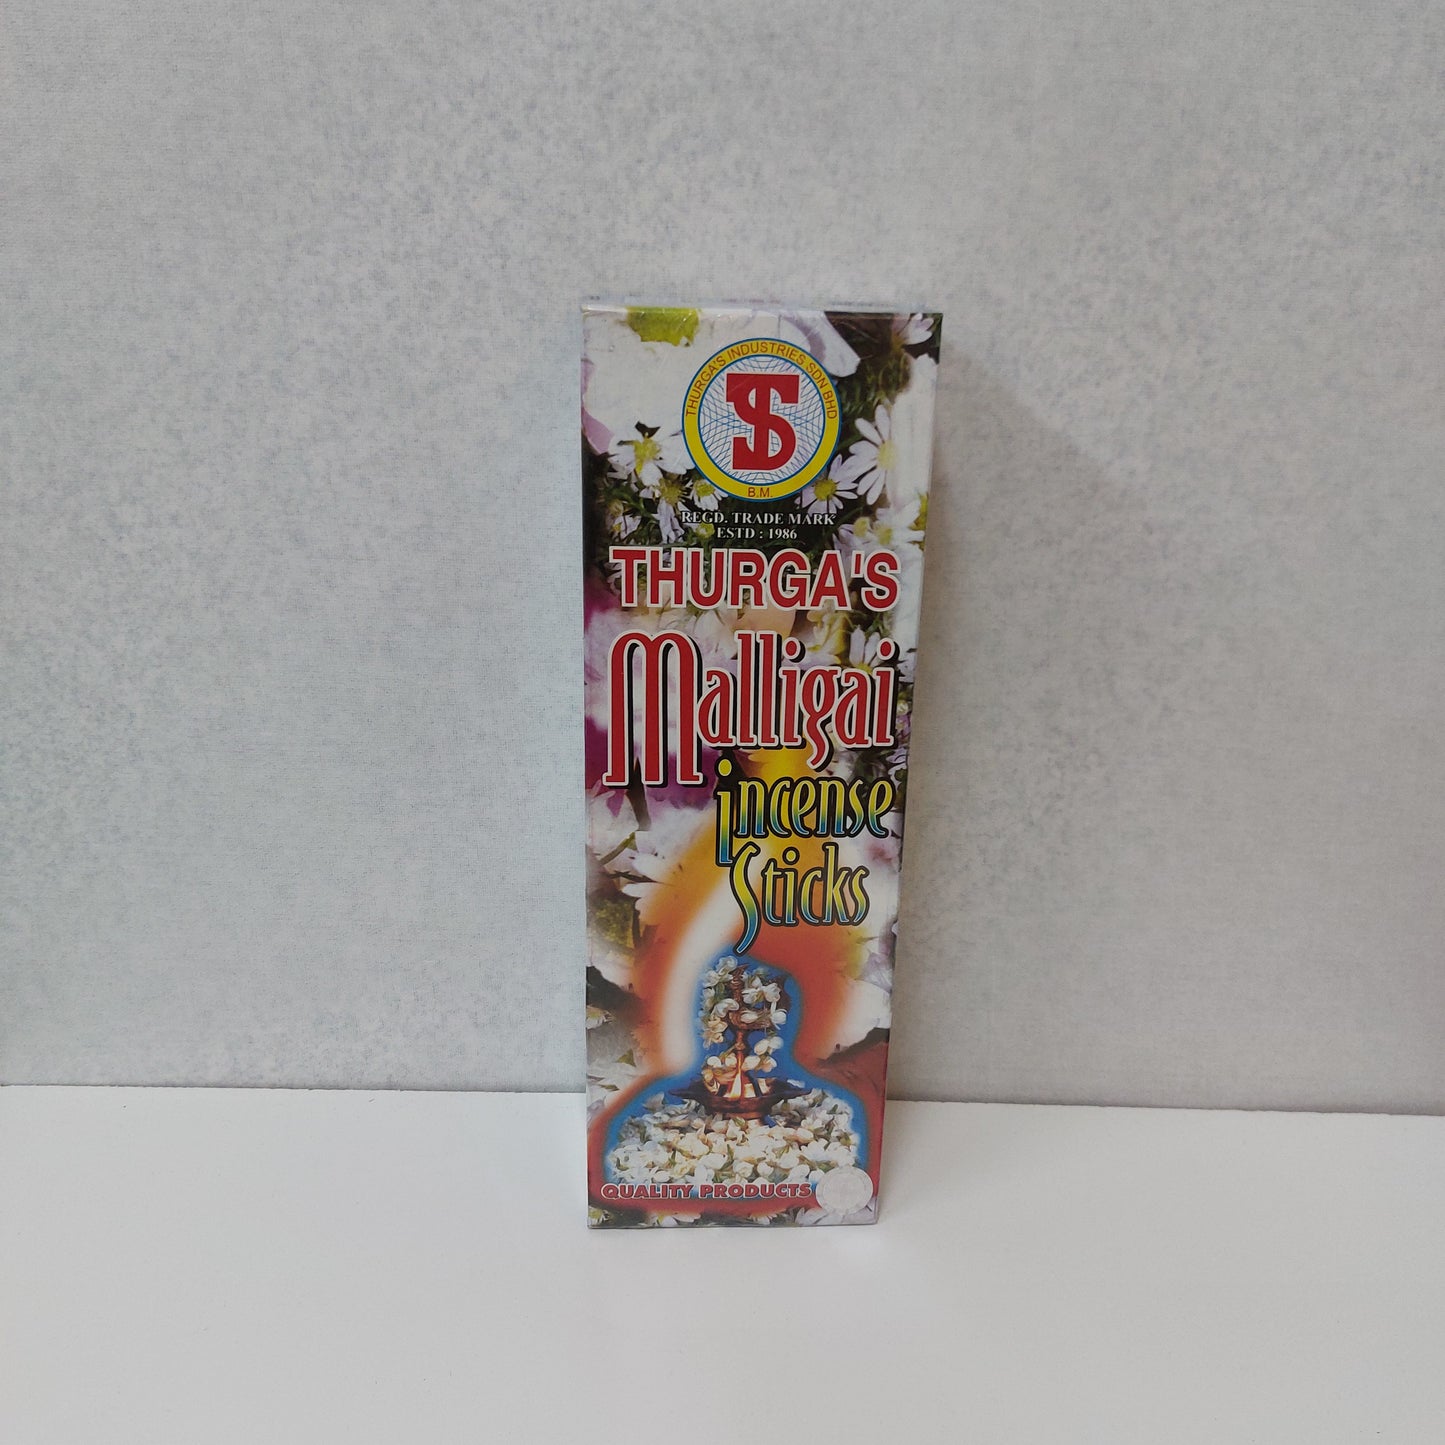 THURGA'S INDUSTRIES SDN BHD
TS
B.M.
REGD. TRADE MARK
ESTD : 1986
THURGA'S
Malligai
incense
Sticks
QUALITY PRODUCTS